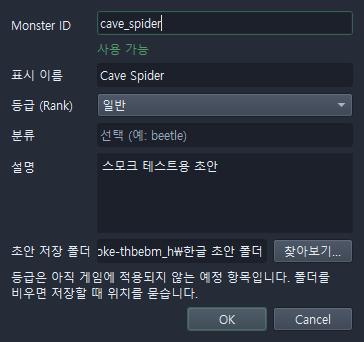 Monster ID cave_spider
사용 가능
표시 이름 Cave Spider
등급 (Rank) 일반
분류 선택 (예: beetle)
설명 스모크 테스트용 초안
초안 저장 폴더 oke-thbebm_h₩한글 초안 폴더 찾아보기...
등급은 아직 게임에 적용되지 않는 예정 항목입니다. 폴더를
비우면 저장할 때 위치를 묻습니다.
OK Cancel